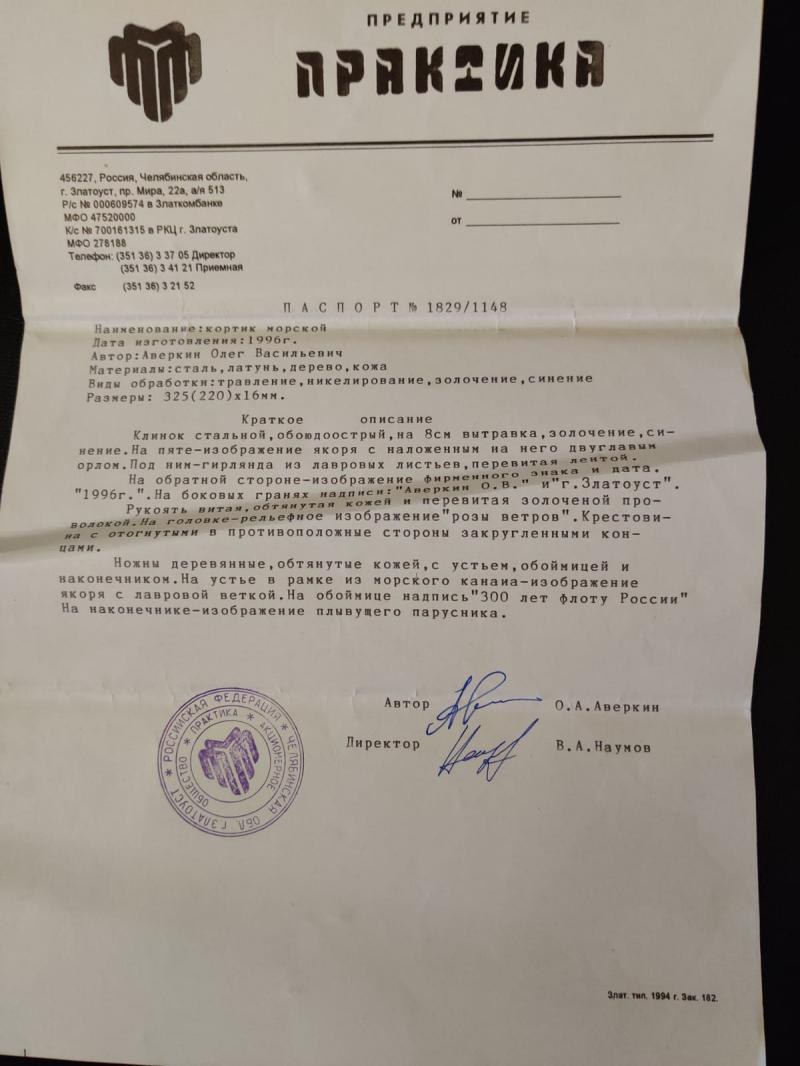 ПРЕДПРИЯТИЕ
ПРАКТИКА
456227, Россия, Челябинская область,
г. Златоуст, пр. Мира, 22а, а/я 513
Р/с № 000609574 в Златкомбанке
МФО 47520000
К/с № 700161315 в РКЦ г. Златоуста
МФО 278188
Телефон: (351 36) 3 37 05 Директор
(351 36) 3 41 21 Приемная
Факс (351 36) 3 21 52
№
от
ПАСПОРТ № 1829/1148
Наименование:кортик морской
Дата изготовления:1996г.
Автор:Аверкин Олег Васильевич
Материалы:сталь,латунь,дерево,кожа
Виды обработки:травление,никелирование,золочение,синение
Размеры: 325(220)х16мм.
Краткое описание
Клинок стальной,обоюдоострый,на 8см вытравка,золочение,си-
нение.На пяте-изображение якоря с наложенным на него двуглавым
орлом.Под ним-гирлянда из лавровых листьев,перевитая лентой.
На обратной стороне-изображение фирменного знака и дата.
"1996г.".На боковых гранях надписи:"Аверкин О.В." и"г.Златоуст".
Рукоять витая,обтянутая кожей и перевитая золоченой про-
волокой.На головке-рельефное изображение"розы ветров".Крестови-
на с отогнутыми в противоположные стороны закругленными кон-
цами.
Ножны деревянные,обтянутые кожей,с устьем,обоймицей и
наконечником.На устье в рамке из морского канаиа-изображение
якоря с лавровой веткой.На обоймице надпись"300 лет флоту России"
На наконечнике-изображение плывущего парусника.
Автор О.А.Аверкин
Директор В.А.Наумов
* РОССИЙСКАЯ ФЕДЕРАЦИЯ * ЧЕЛЯБИНСКАЯ ОБЛ. Г.ЗЛАТОУСТ
* ПРАКТИКА * АКЦИОНЕРНОЕ ОБЩЕСТВО
Злат. тип. 1994 г. Зак. 182.